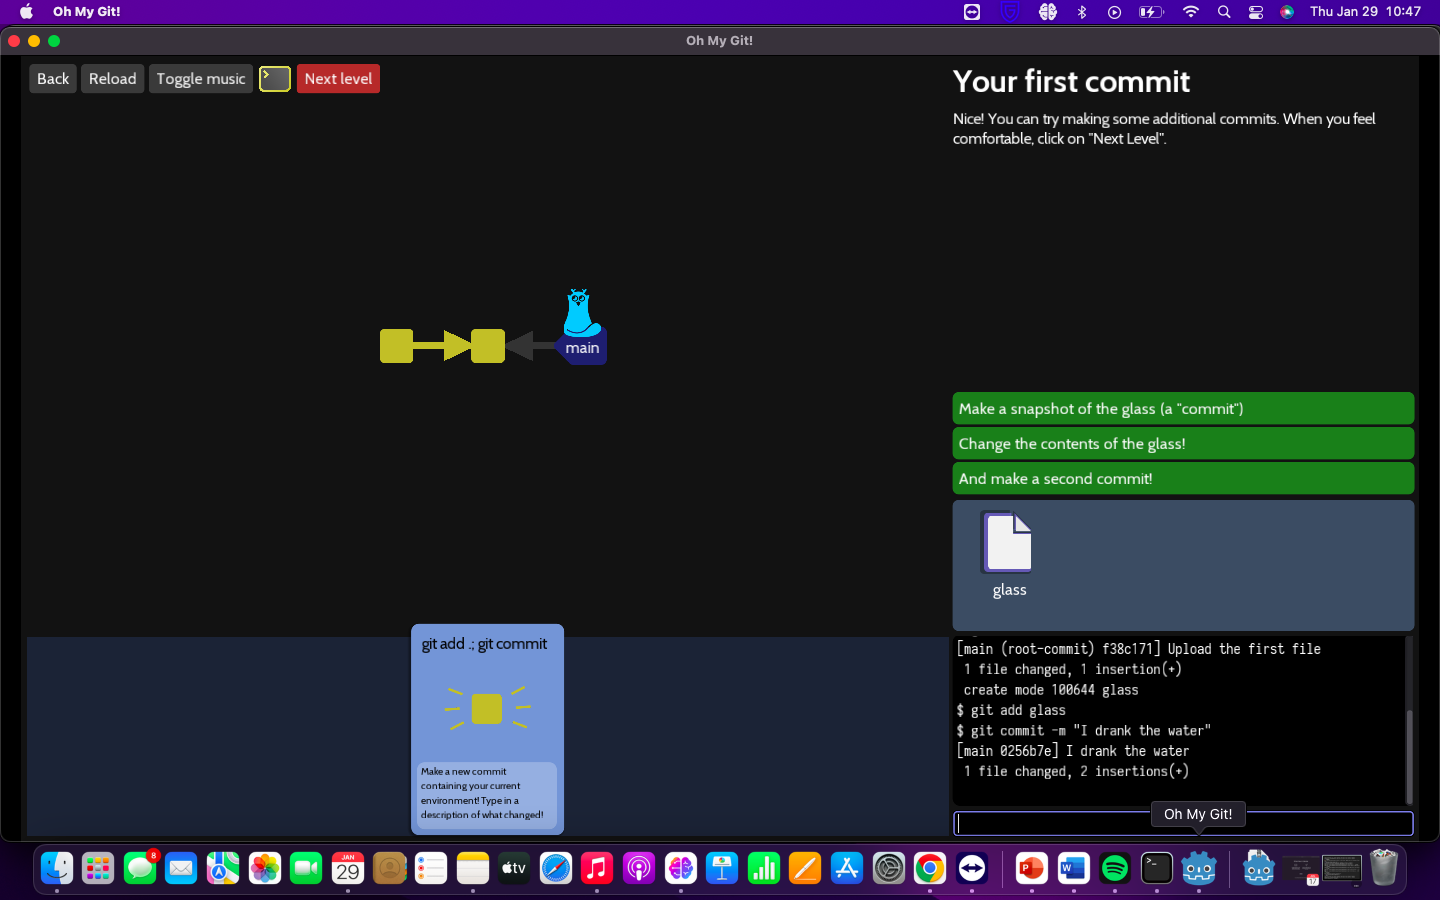 Oh My Git!
Thu Jan 29 10:47
Oh My Git!
Back
Reload
Toggle music
Next level
Your first commit
Nice! You can try making some additional commits. When you feel
comfortable, click on "Next Level".
main
Make a snapshot of the glass (a "commit")
Change the contents of the glass!
And make a second commit!
glass
git add .; git commit
Make a new commit
containing your current
environment! Type in a
description of what changed!
[main (root-commit) f38c171] Upload the first file
1 file changed, 1 insertion(+)
create mode 100644 glass
$ git add glass
$ git commit -m "I drank the water"
[main 0256b7e] I drank the water
1 file changed, 2 insertions(+)
Oh My Git!
8
JAN
29
tv
17